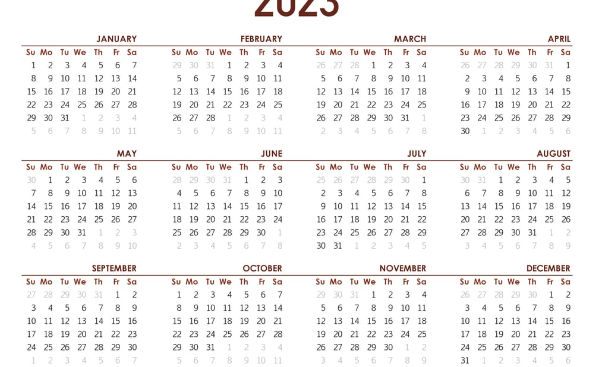 2023
JANUARY
Su Mo Tu We Th Fr Sa
1 2 3 4 5 6 7
8 9 10 11 12 13 14
15 16 17 18 19 20 21
22 23 24 25 26 27 28
29 30 31 1 2 3 4
5 6 7 8 9 10 11
FEBRUARY
Su Mo Tu We Th Fr Sa
29 30 31 1 2 3 4
5 6 7 8 9 10 11
12 13 14 15 16 17 18
19 20 21 22 23 24 25
26 27 28 1 2 3 4
5 6 7 8 9 10 11
MARCH
Su Mo Tu We Th Fr Sa
26 27 28 1 2 3 4
5 6 7 8 9 10 11
12 13 14 15 16 17 18
19 20 21 22 23 24 25
26 27 28 29 30 31 1
2 3 4 5 6 7 8
APRIL
Su Mo Tu We Th Fr Sa
26 27 28 29 30 31 1
2 3 4 5 6 7 8
9 10 11 12 13 14 15
16 17 18 19 20 21 22
23 24 25 26 27 28 29
30 1 2 3 4 5 6
MAY
Su Mo Tu We Th Fr Sa
30 1 2 3 4 5 6
7 8 9 10 11 12 13
14 15 16 17 18 19 20
21 22 23 24 25 26 27
28 29 30 31 1 2 3
4 5 6 7 8 9 10
JUNE
Su Mo Tu We Th Fr Sa
28 29 30 31 1 2 3
4 5 6 7 8 9 10
11 12 13 14 15 16 17
18 19 20 21 22 23 24
25 26 27 28 29 30 1
2 3 4 5 6 7 8
JULY
Su Mo Tu We Th Fr Sa
25 26 27 28 29 30 1
2 3 4 5 6 7 8
9 10 11 12 13 14 15
16 17 18 19 20 21 22
23 24 25 26 27 28 29
30 31 1 2 3 4 5
AUGUST
Su Mo Tu We Th Fr Sa
30 31 1 2 3 4 5
6 7 8 9 10 11 12
13 14 15 16 17 18 19
20 21 22 23 24 25 26
27 28 29 30 31 1 2
3 4 5 6 7 8 9
SEPTEMBER
Su Mo Tu We Th Fr Sa
27 28 29 30 31 1 2
3 4 5 6 7 8 9
10 11 12 13 14 15 16
17 18 19 20 21 22 23
24 25 26 27 28 29 30
1 2 3 4 5 6 7
OCTOBER
Su Mo Tu We Th Fr Sa
1 2 3 4 5 6 7
8 9 10 11 12 13 14
15 16 17 18 19 20 21
22 23 24 25 26 27 28
29 30 31 1 2 3 4
5 6 7 8 9 10 11
NOVEMBER
Su Mo Tu We Th Fr Sa
29 30 31 1 2 3 4
5 6 7 8 9 10 11
12 13 14 15 16 17 18
19 20 21 22 23 24 25
26 27 28 29 30 1 2
3 4 5 6 7 8 9
DECEMBER
Su Mo Tu We Th Fr Sa
26 27 28 29 30 1 2
3 4 5 6 7 8 9
10 11 12 13 14 15 16
17 18 19 20 21 22 23
24 25 26 27 28 29 30
31 1 2 3 4 5 6